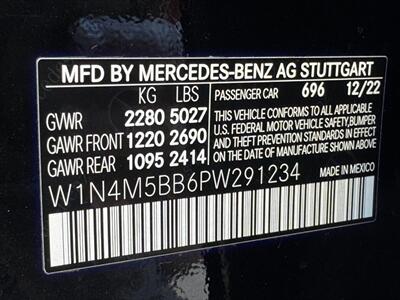 MFD BY MERCEDES-BENZ AG STUTTGART
KG LBS PASSENGER CAR 696 12/22
GVWR 2280 5027
GAWR FRONT 1220 2690
GAWR REAR 1095 2414
THIS VEHICLE CONFORMS TO ALL APPLICABLE
U.S. FEDERAL MOTOR VEHICLE SAFETY, BUMPER
AND THEFT PREVENTION STANDARDS IN EFFECT
ON THE DATE OF MANUFACTURE SHOWN ABOVE.
W1N4M5BB6PW291234 MADE IN MEXICO